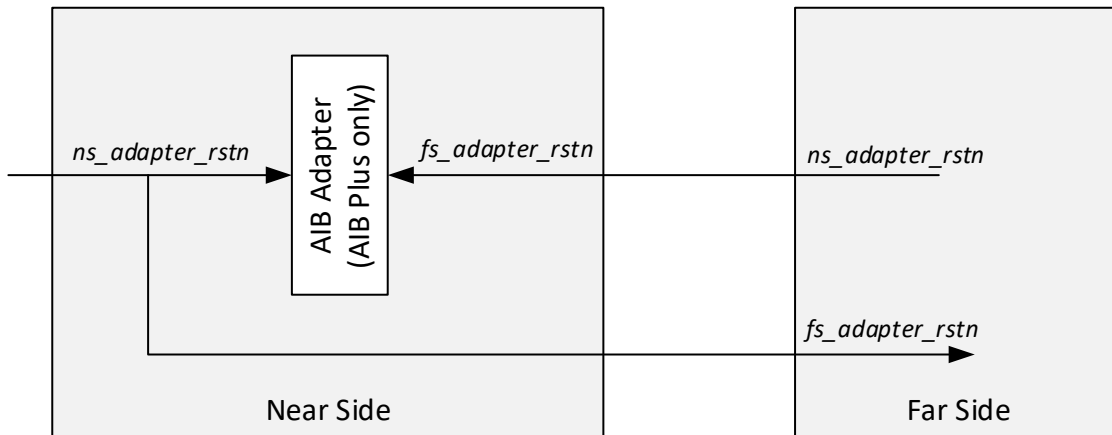 ns_adapter_rstn
AIB Adapter
(AIB Plus only)
fs_adapter_rstn
ns_adapter_rstn
fs_adapter_rstn
Near Side
Far Side